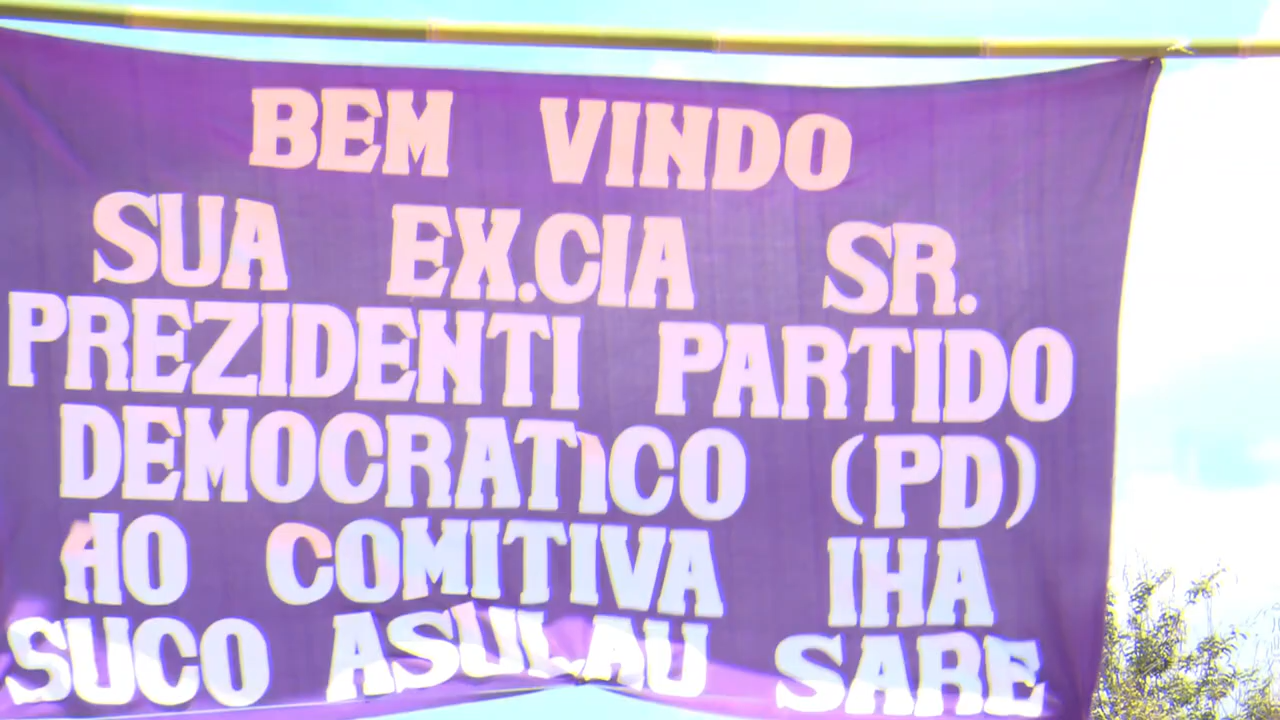 BEM VINDO
SUA EX.CIA SR.
PREZIDENTI PARTIDO
DEMOCRATICO (PD)
HO COMITIVA IHA
SUCO ASULAU SARE